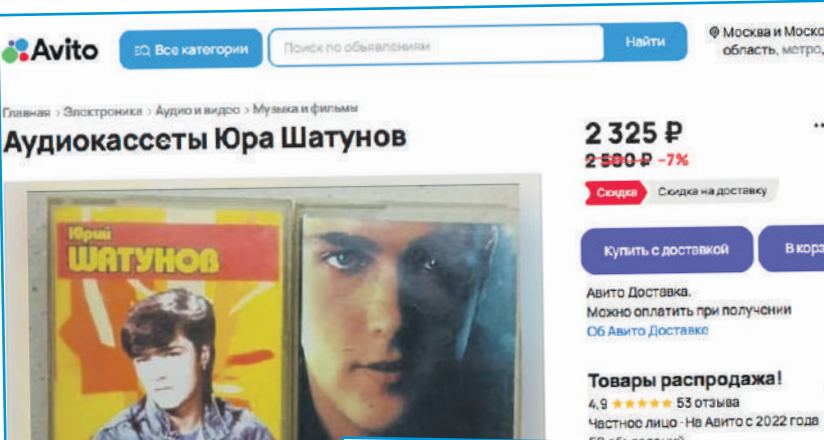 Avito
Все категории
Поиск по объявлениям
Найти
Москва и Моско
область, метро,
Главная › Электроника › Аудио и видео › Музыка и фильмы
Аудиокассеты Юра Шатунов
2 325 ₽
2 500 ₽ -7%
Скидка
Скидка на доставку
Купить с доставкой
В корз
Авито Доставка.
Можно оплатить при получении
Об Авито Доставке
Юрий
ШАТУНОВ
Товары распродажа!
4,9 ★★★★★ 53 отзыва
Частное лицо · На Авито с 2022 года